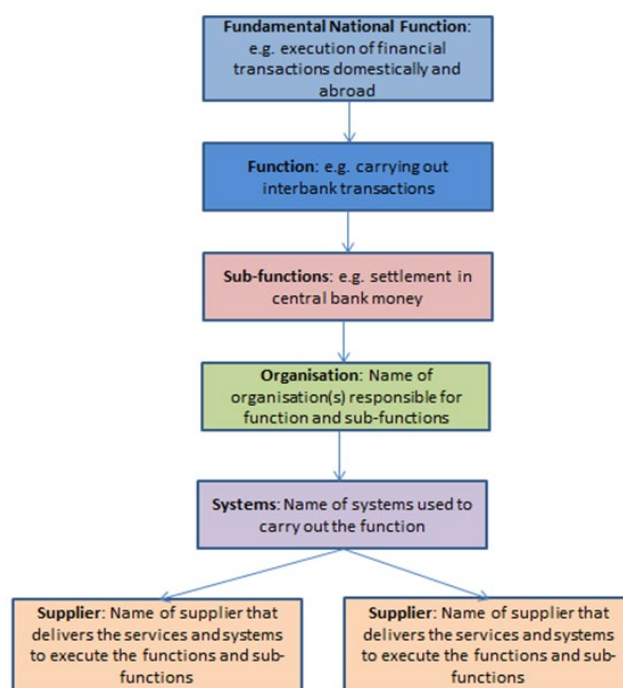 Fundamental National Function:
e.g. execution of financial
transactions domestically and
abroad
Function: e.g. carrying out
interbank transactions
Sub-functions: e.g. settlement in
central bank money
Organisation: Name of
organisation(s) responsible for
function and sub-functions
Systems: Name of systems used to
carry out the function
Supplier: Name of supplier that
delivers the services and systems
to execute the functions and sub-
functions
Supplier: Name of supplier that
delivers the services and systems
to execute the functions and sub-
functions